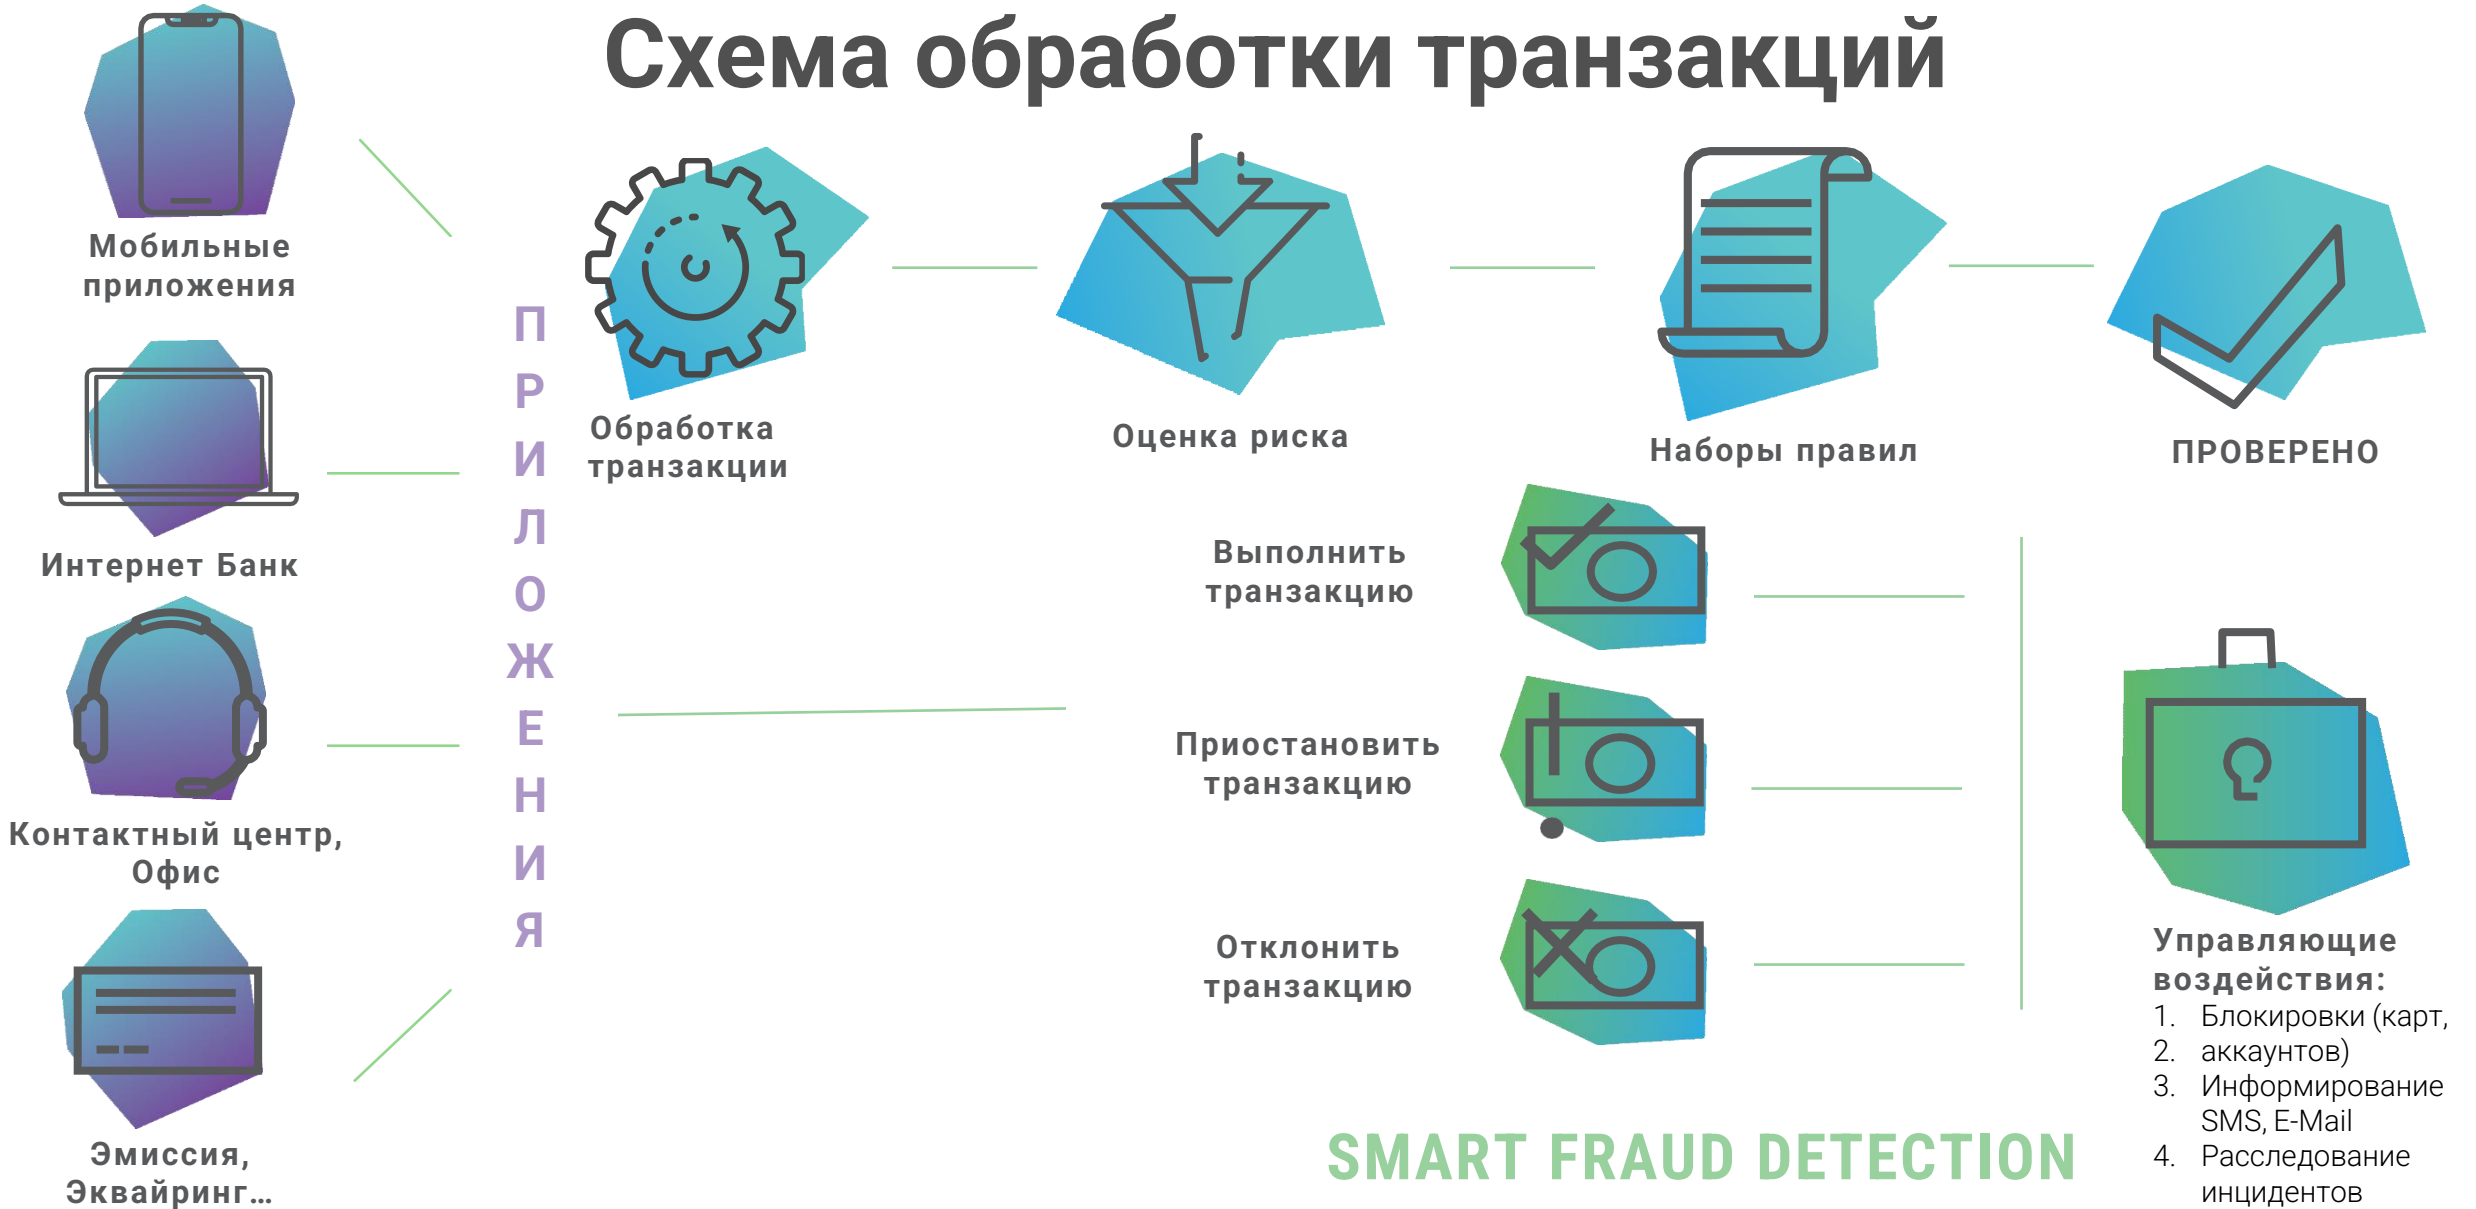 Схема обработки транзакций
Мобильные
приложения
Интернет Банк
Контактный центр,
Офис
Эмиссия,
Эквайринг...
ПРИЛОЖЕНИЯ
Обработка
транзакции
Оценка риска
Наборы правил
ПРОВЕРЕНО
Выполнить
транзакцию
Приостановить
транзакцию
Отклонить
транзакцию
Управляющие
воздействия:
1. Блокировки (карт,
2. аккаунтов)
3. Информирование
SMS, E-Mail
4. Расследование
инцидентов
SMART FRAUD DETECTION